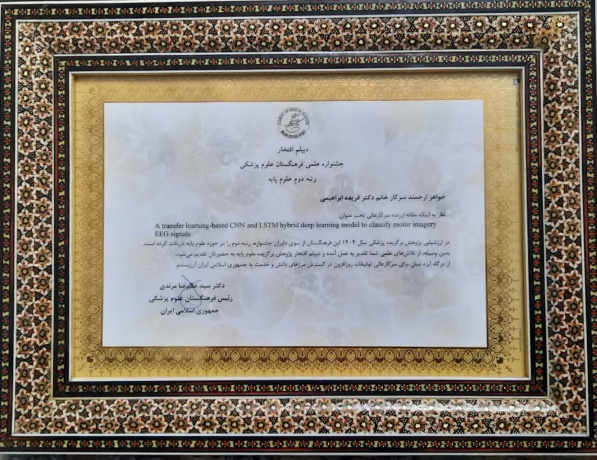 دیپلم افتخار
جشنواره علمی فرهنگستان علوم پزشکی
رتبه دوم علوم پایه
خواهر ارجمند سرکار خانم دکتر فریده ابراهیمی
نظر به اینکه مقاله ارزنده سرکارعالی تحت عنوان:
A transfer learning-based CNN and LSTM hybrid deep learning model to classify motor imagery
EEG signals
در ارزشیابی پژوهش برگزیده پزشکی سال ۱۴۰۲ این فرهنگستان از سوی داوران جشنواره، رتبه دوم را در حوزه علوم پایه دریافت کرده است.
بدین وسیله، از تلاش‌های علمی شما تقدیر به عمل آمده و دیپلم افتخار پژوهش برگزیده علوم پایه به حضورتان تقدیم می‌شود.
از درگاه ایزد منان برای سرکارعالی توفیقات روزافزون در گسترش مرزهای دانش و خدمت به جمهوری اسلامی ایران آرزومندم.
دکتر سید علیرضا مرندی
رئیس فرهنگستان علوم پزشکی
جمهوری اسلامی ایران